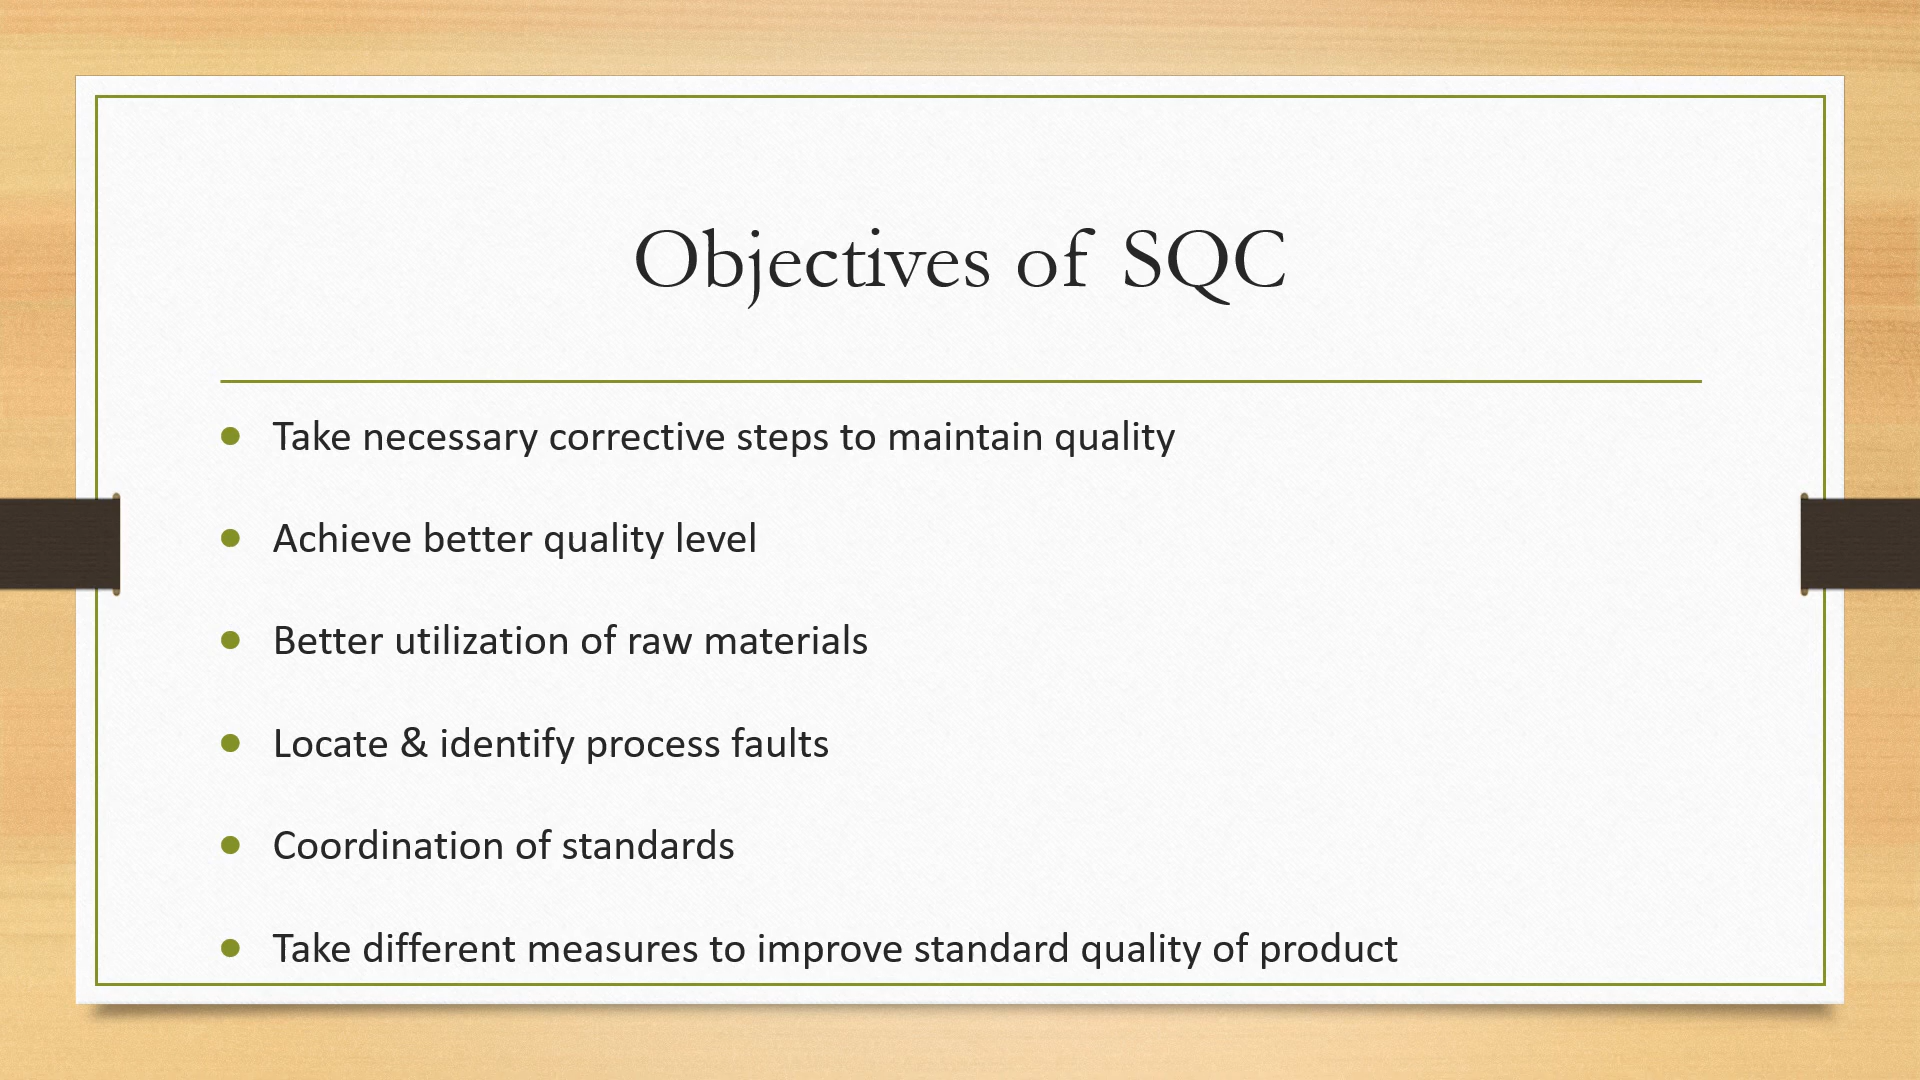 Objectives of SQC
• Take necessary corrective steps to maintain quality
• Achieve better quality level
• Better utilization of raw materials
• Locate & identify process faults
• Coordination of standards
• Take different measures to improve standard quality of product